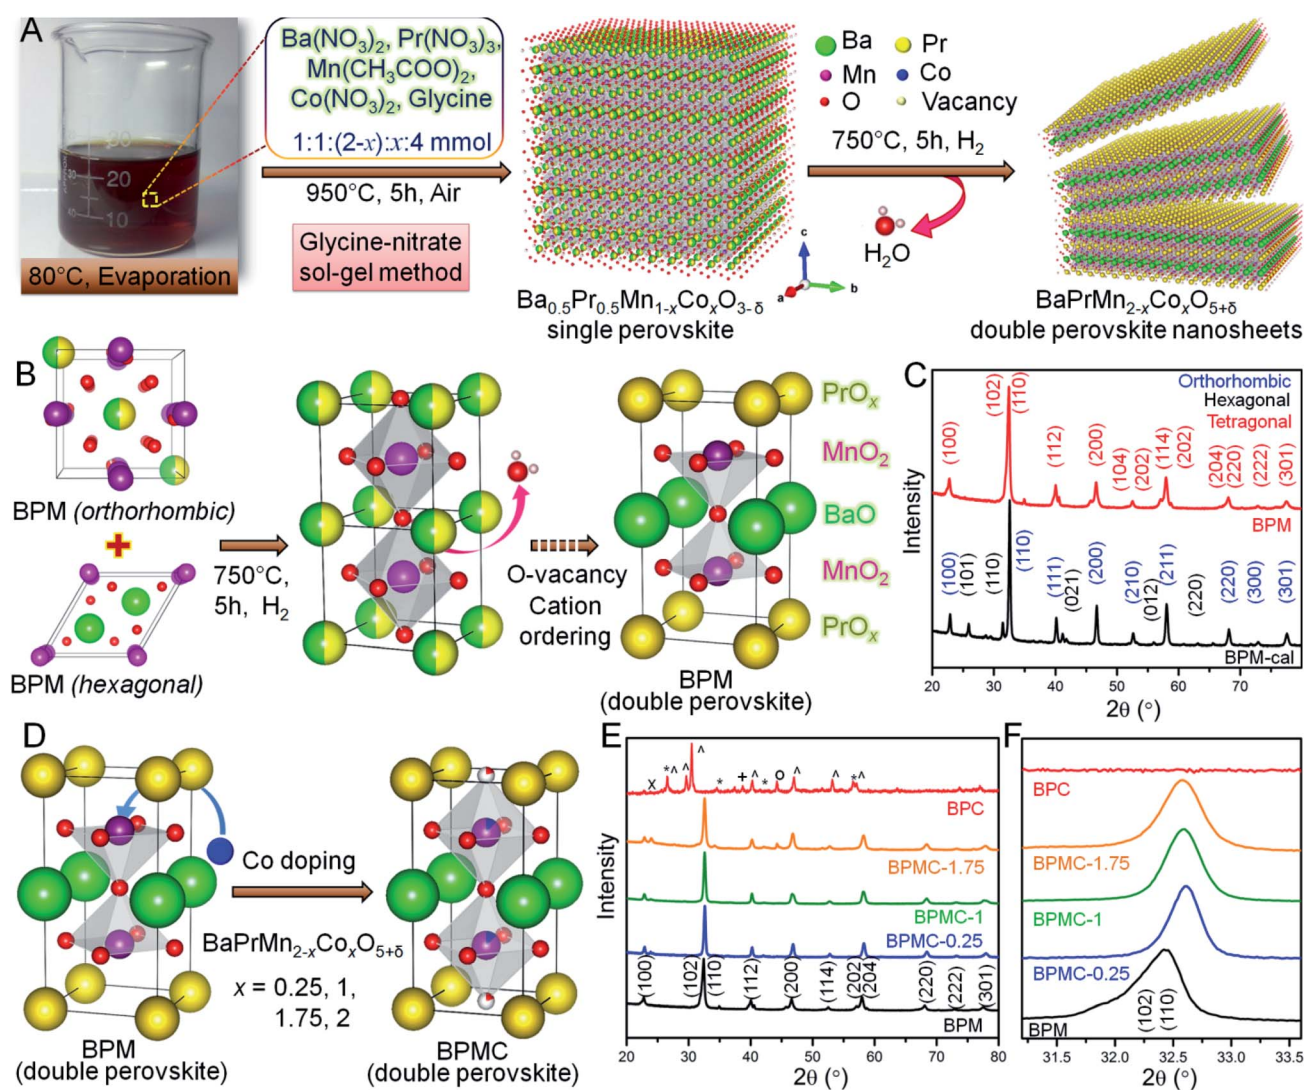 A
Ba(NO₃)₂, Pr(NO₃)₃,
Mn(CH₃COO)₂,
Co(NO₃)₂, Glycine
1:1:(2-x):x:4 mmol
20
10
80°C, Evaporation
950°C, 5h, Air
Glycine-nitrate
sol-gel method
c
b
a
Ba₀.₅Pr₀.₅Mn₁₋ₓCoₓO₃₋δ
single perovskite
Ba
Pr
Mn
Co
O
Vacancy
750°C, 5h, H₂
H₂O
BaPrMn₂₋ₓCoₓO₅₊δ
double perovskite nanosheets
B
BPM (orthorhombic)
+
BPM (hexagonal)
750°C,
5h, H₂
O-vacancy
Cation
ordering
PrOₓ
MnO₂
BaO
MnO₂
PrOₓ
BPM
(double perovskite)
C
Orthorhombic
Hexagonal
Tetragonal
(100)
(102)
(110)
(112)
(200)
(104)
(202)
(114)
(202)
(204)
(220)
(222)
(301)
BPM
(100)
(101)
(110)
(110)
(111)
(021)
(200)
(210)
(012)
(211)
(220)
(220)
(300)
(301)
BPM-cal
Intensity
20 30 40 50 60 70
2θ (°)
D
Co doping
BaPrMn₂₋ₓCoₓO₅₊δ
x = 0.25, 1,
1.75, 2
BPM
(double perovskite)
BPMC
(double perovskite)
E
x *^ ^ ^ * + ^ * o ^ ^ *^
BPC
BPMC-1.75
BPMC-1
BPMC-0.25
(100)
(102)
(110)
(112)
(200)
(114)
(202)
(204)
(220)
(222)
(301)
BPM
Intensity
20 30 40 50 60 70 80
2θ (°)
F
BPC
BPMC-1.75
BPMC-1
BPMC-0.25
(102)
(110)
BPM
31.5 32.0 32.5 33.0 33.5
2θ (°)